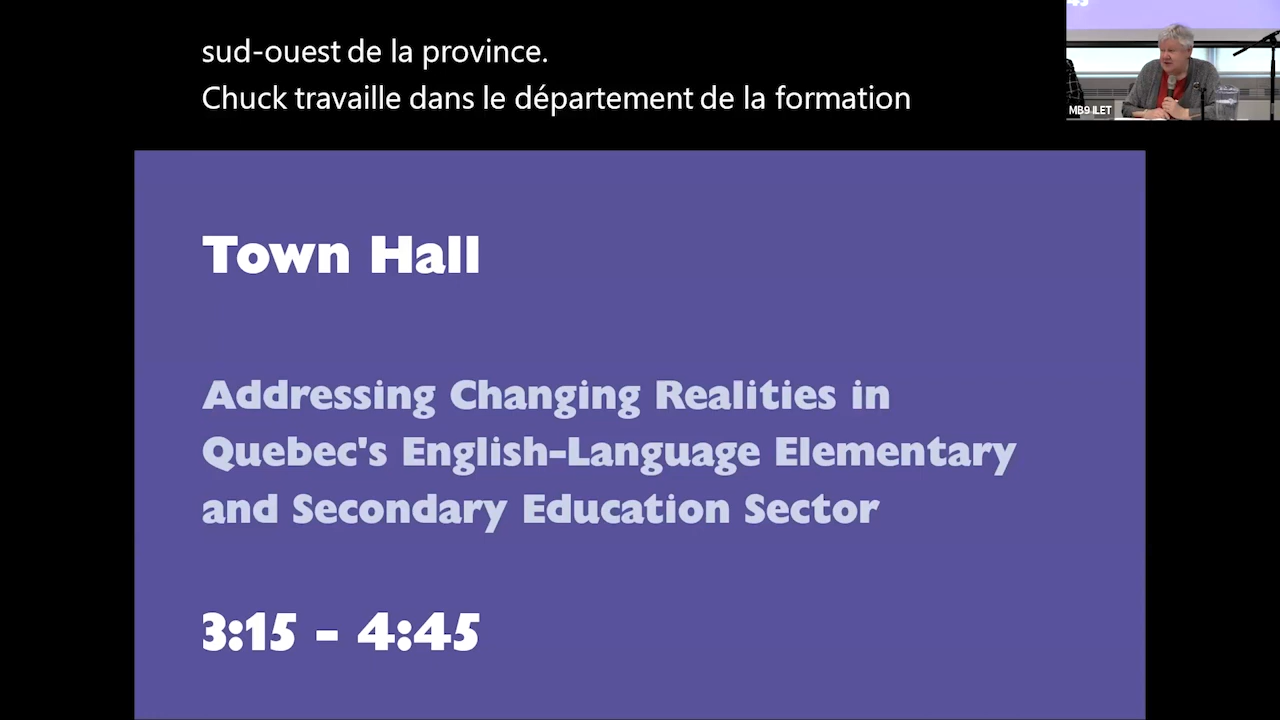 sud-ouest de la province.
Chuck travaille dans le département de la formation
MB9 ILET
Town Hall
Addressing Changing Realities in
Quebec's English-Language Elementary
and Secondary Education Sector
3:15 - 4:45